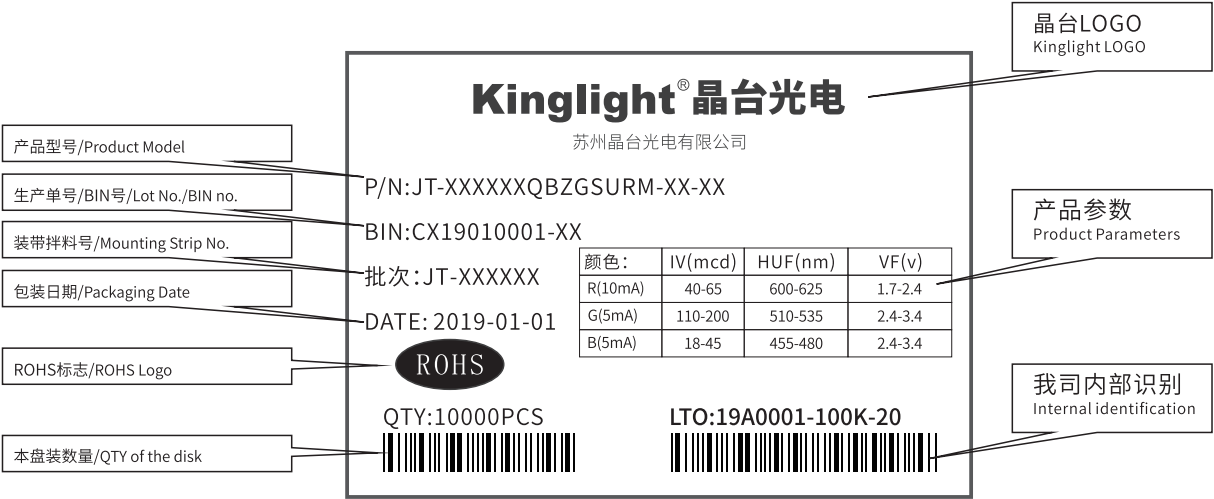 晶台LOGO
Kinglight LOGO
Kinglight®晶台光电
苏州晶台光电有限公司
产品型号/Product Model
P/N:JT-XXXXXXQBZGSURM-XX-XX
生产单号/BIN号/Lot No./BIN no.
BIN:CX19010001-XX
产品参数
Product Parameters
装带拌料号/Mounting Strip No.
批次:JT-XXXXXX
颜色: IV(mcd) HUF(nm) VF(v)
R(10mA) 40-65 600-625 1.7-2.4
G(5mA) 110-200 510-535 2.4-3.4
B(5mA) 18-45 455-480 2.4-3.4
包装日期/Packaging Date
DATE: 2019-01-01
ROHS标志/ROHS Logo
ROHS
我司内部识别
Internal identification
QTY:10000PCS
LTO:19A0001-100K-20
本盘装数量/QTY of the disk